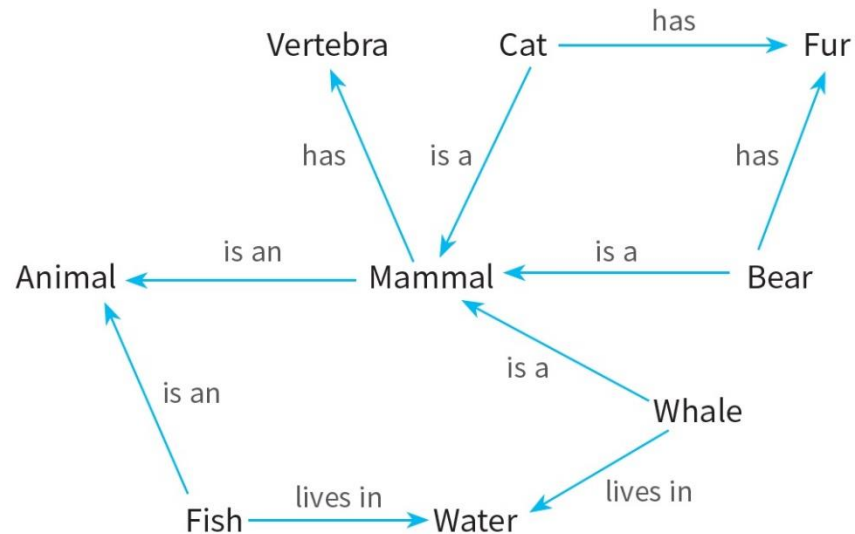 has
Vertebra
Cat
Fur
has
is a
has
is an
is a
Animal
Mammal
Bear
is an
is a
Whale
lives in
lives in
Fish
Water